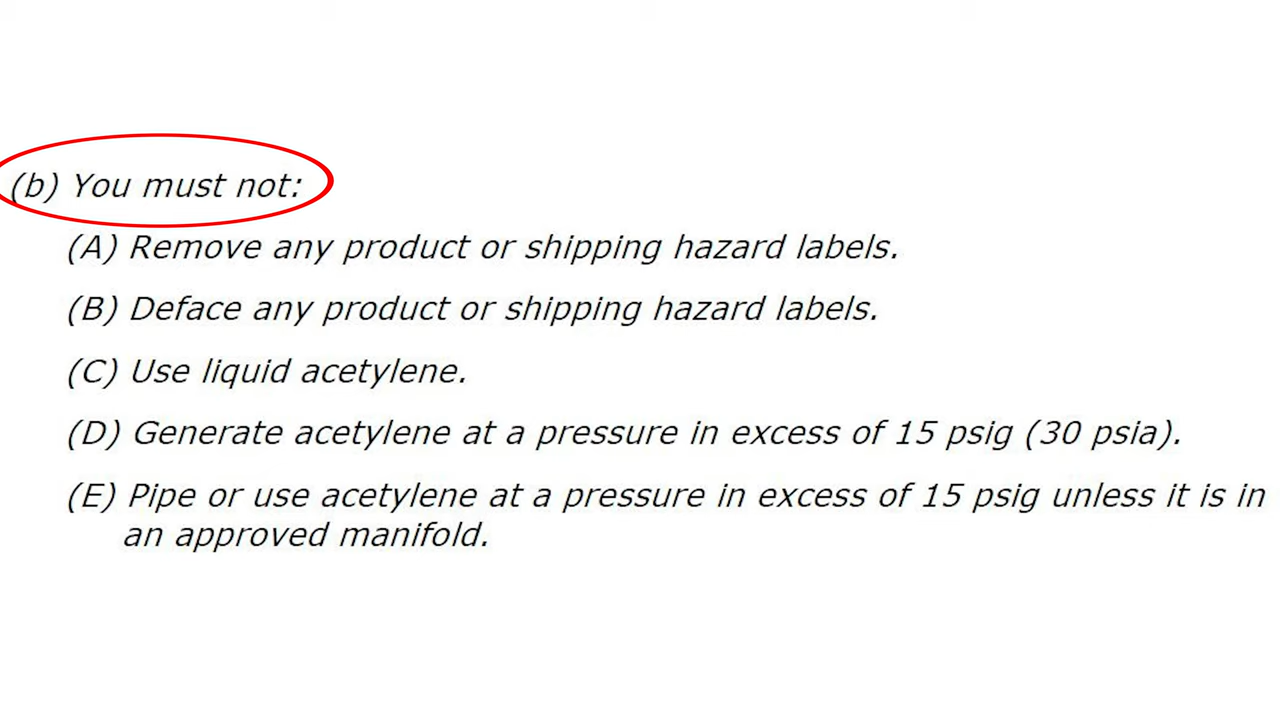 (b) You must not:
(A) Remove any product or shipping hazard labels.
(B) Deface any product or shipping hazard labels.
(C) Use liquid acetylene.
(D) Generate acetylene at a pressure in excess of 15 psig (30 psia).
(E) Pipe or use acetylene at a pressure in excess of 15 psig unless it is in
an approved manifold.